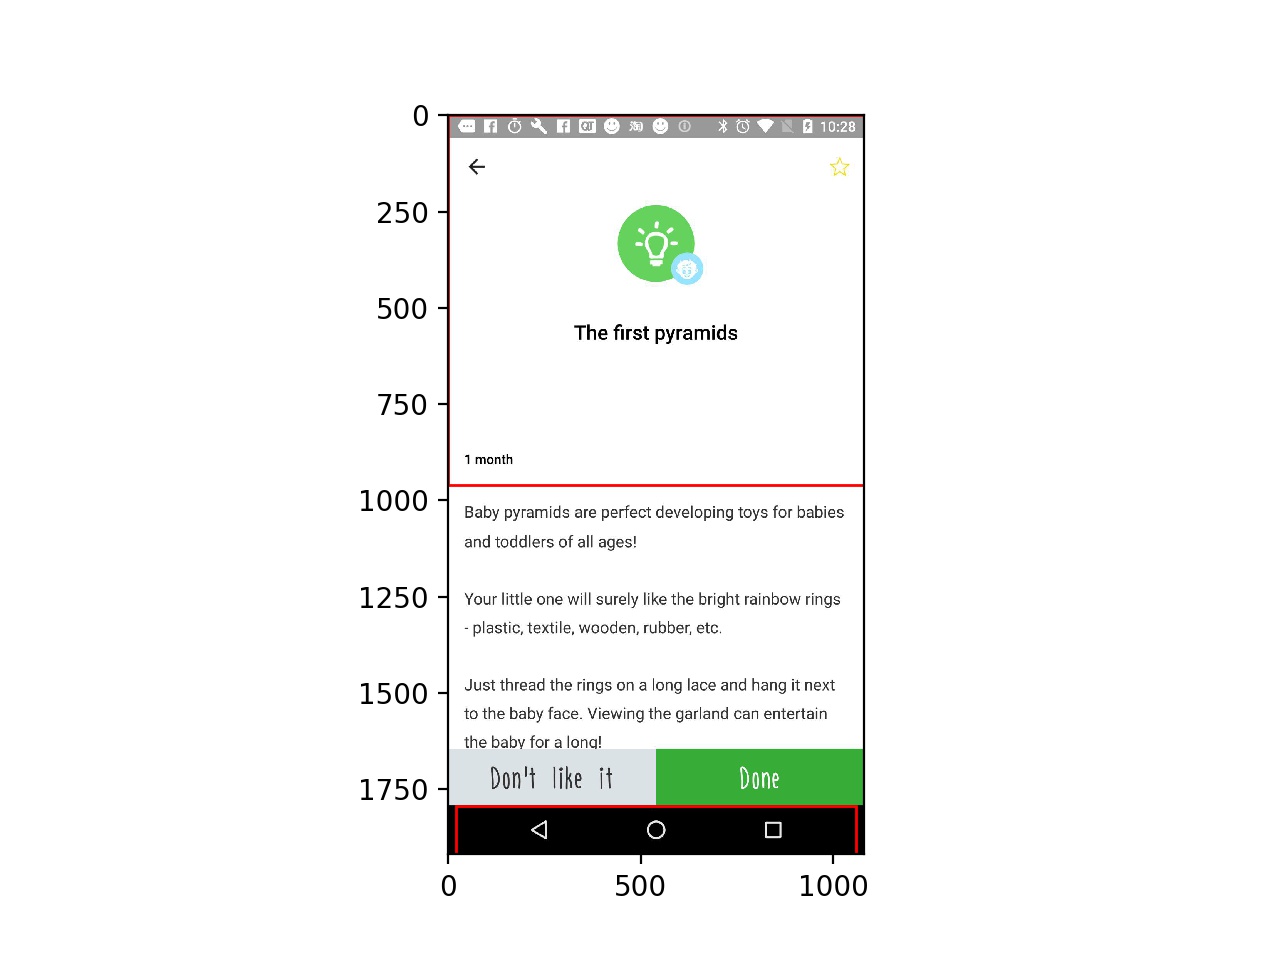 0
250
500
750
1000
1250
1500
1750
10:28
The first pyramids
1 month
Baby pyramids are perfect developing toys for babies
and toddlers of all ages!
Your little one will surely like the bright rainbow rings
- plastic, textile, wooden, rubber, etc.
Just thread the rings on a long lace and hang it next
to the baby face. Viewing the garland can entertain
the baby for a long!
Don't like it
Done
0
500
1000